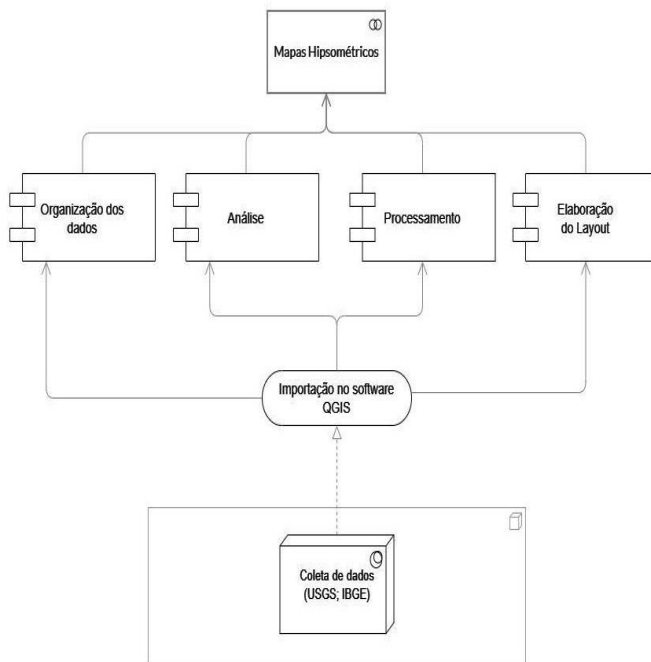 Mapas Hipsométricos
Organização dos
dados
Análise
Processamento
Elaboração
do Layout
Importação no software
QGIS
Coleta de dados
(USGS; IBGE)